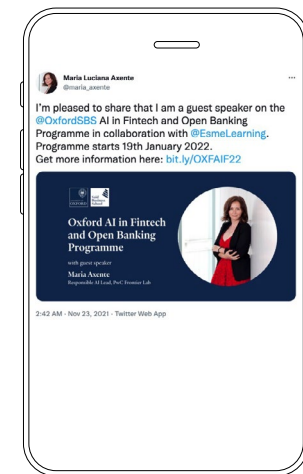 Maria Luciana Axente
@maria_axente
I'm pleased to share that I am a guest speaker on the
@OxfordSBS AI in Fintech and Open Banking
Programme in collaboration with @EsmeLearning.
Programme starts 19th January 2022.
Get more information here: bit.ly/OXFAIF22
Oxford AI in Fintech
and Open Banking
Programme
with guest speaker
Maria Axente
Responsible AI Lead, PwC Frontier Lab
2:42 AM · Nov 23, 2021 · Twitter Web App